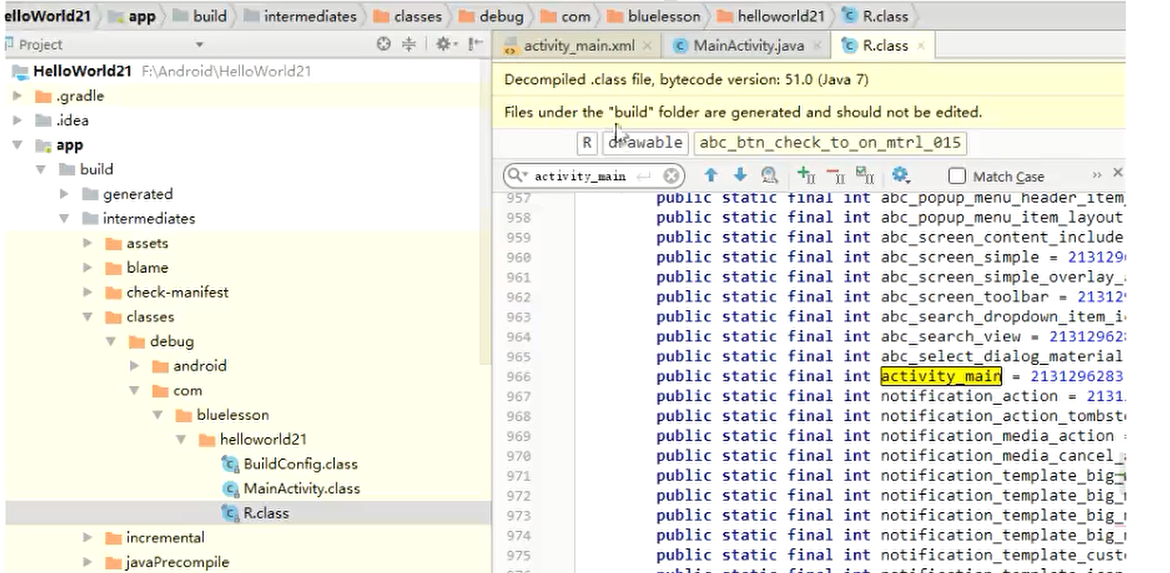 elloWorld21 app build intermediates classes debug com bluelesson helloworld21 R.class
Project
activity_main.xml MainActivity.java R.class
HelloWorld21 F:\Android\HelloWorld21
.gradle
.idea
app
build
generated
intermediates
assets
blame
check-manifest
classes
debug
android
com
bluelesson
helloworld21
BuildConfig.class
MainActivity.class
R.class
incremental
javaPrecompile
Decompiled .class file, bytecode version: 51.0 (Java 7)
Files under the "build" folder are generated and should not be edited.
R drawable abc_btn_check_to_on_mtrl_015
activity_main Match Case
957 public static final int abc_popup_menu_header_item_
958 public static final int abc_popup_menu_item_layout
959 public static final int abc_screen_content_include
960 public static final int abc_screen_simple = 2131296
961 public static final int abc_screen_simple_overlay_
962 public static final int abc_screen_toolbar = 21312
963 public static final int abc_search_dropdown_item_i
964 public static final int abc_search_view = 21312962
965 public static final int abc_select_dialog_material
966 public static final int activity_main = 2131296283
967 public static final int notification_action = 2131
968 public static final int notification_action_tombst
969 public static final int notification_media_action =
970 public static final int notification_media_cancel_
971 public static final int notification_template_big_
972 public static final int notification_template_big_
973 public static final int notification_template_big_
974 public static final int notification_template_big_
975 public static final int notification_template_cust